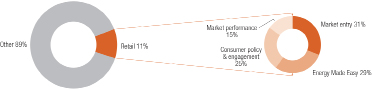 Other 89%
Retail 11%
Market performance
15%
Market entry 31%
Consumer policy
& engagement
25%
Energy Made Easy 29%